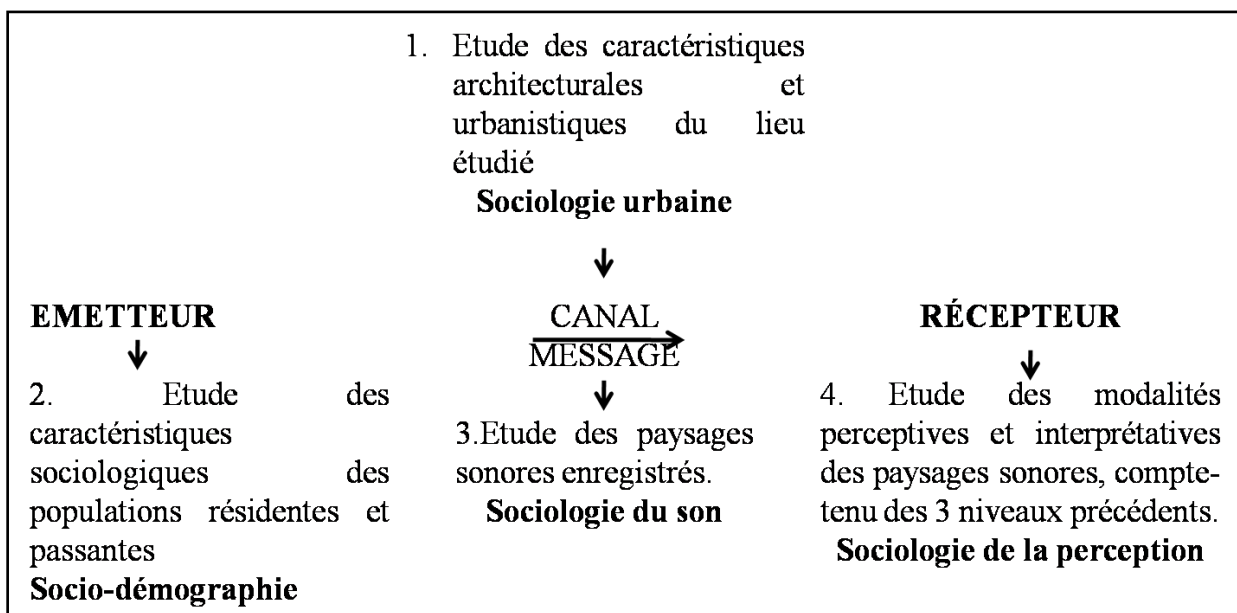 1. Etude des caractéristiques
architecturales et
urbanistiques du lieu
étudié
Sociologie urbaine
EMETTEUR
CANAL
MESSAGE
RÉCEPTEUR
2. Etude des
caractéristiques
sociologiques des
populations résidentes et
passantes
Socio-démographie
3.Etude des paysages
sonores enregistrés.
Sociologie du son
4. Etude des modalités
perceptives et interprétatives
des paysages sonores, compte-
tenu des 3 niveaux précédents.
Sociologie de la perception